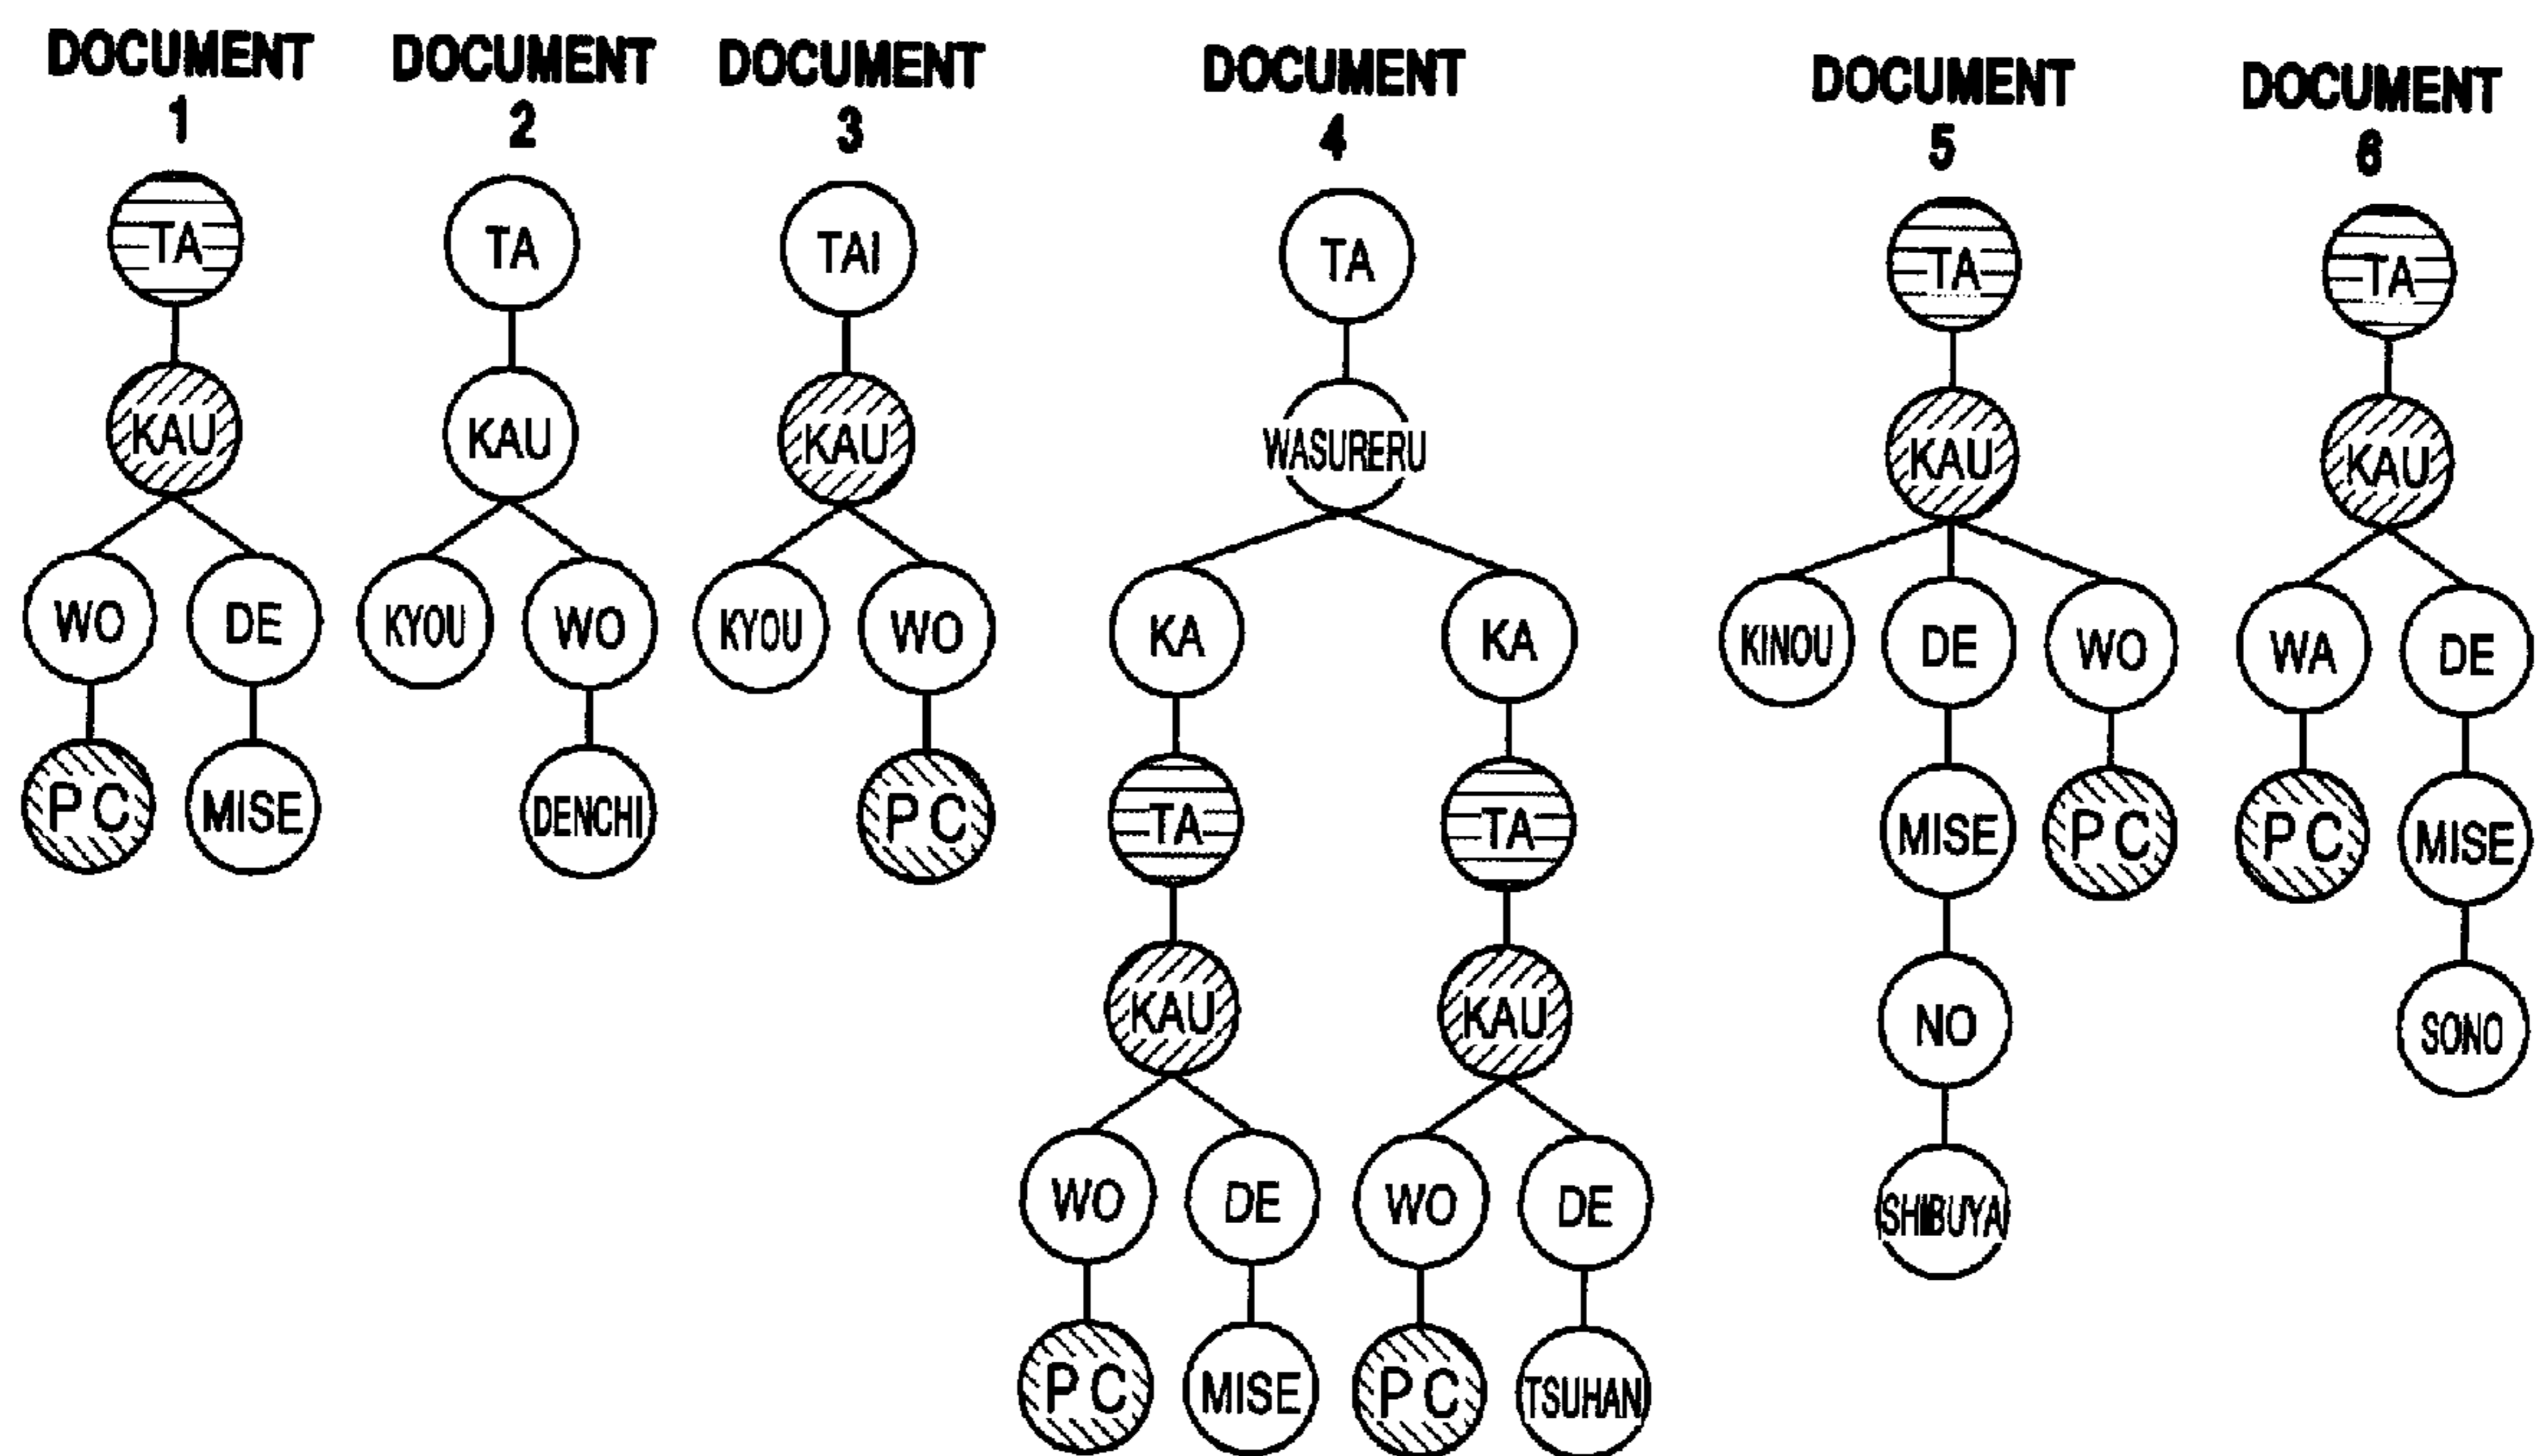 DOCUMENT 1
TA
KAU
WO DE
PC MISE
DOCUMENT 2
TA
KAU
KYOU WO
DENCHI
DOCUMENT 3
TAI
KAU
KYOU WO
PC
DOCUMENT 4
TA
WASURERU
KA KA
TA TA
KAU KAU
WO DE WO DE
PC MISE PC TSUHAN
DOCUMENT 5
TA
KAU
KINOU DE WO
MISE PC
NO
SHIBUYA
DOCUMENT 6
TA
KAU
WA DE
PC MISE
SONO